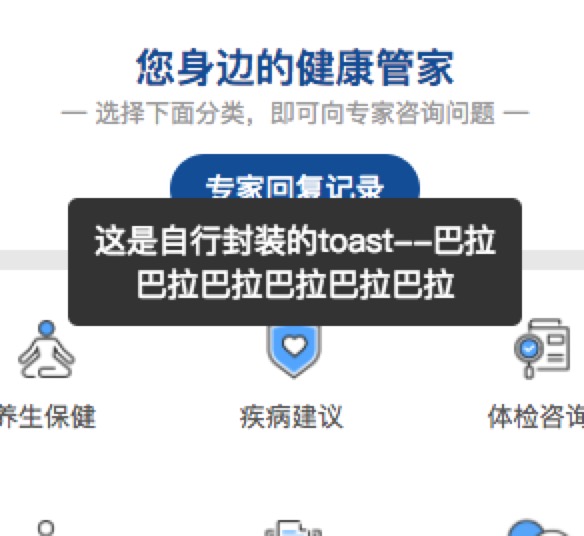 您身边的健康管家
— 选择下面分类，即可向专家咨询问题 —
专家回复记录
这是自行封装的toast--巴拉
巴拉巴拉巴拉巴拉巴拉
养生保健
疾病建议
体检咨询